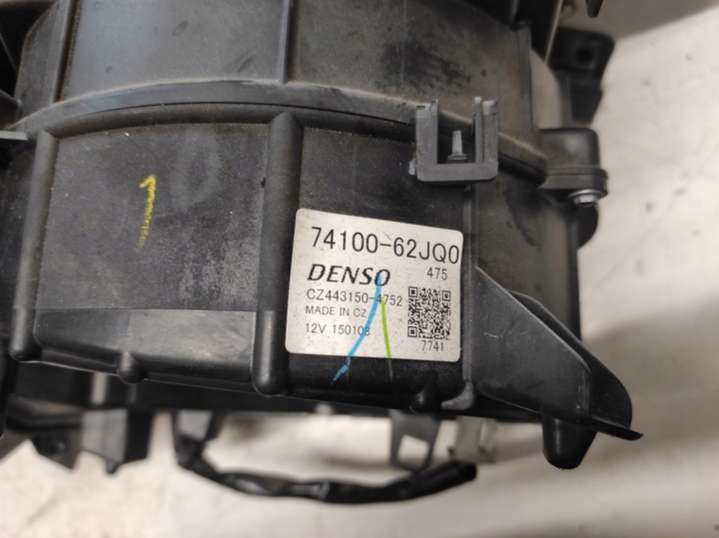 74100-62JQ0
DENSO 475
CZ443150-4752
MADE IN CZ
12V 150108
7741